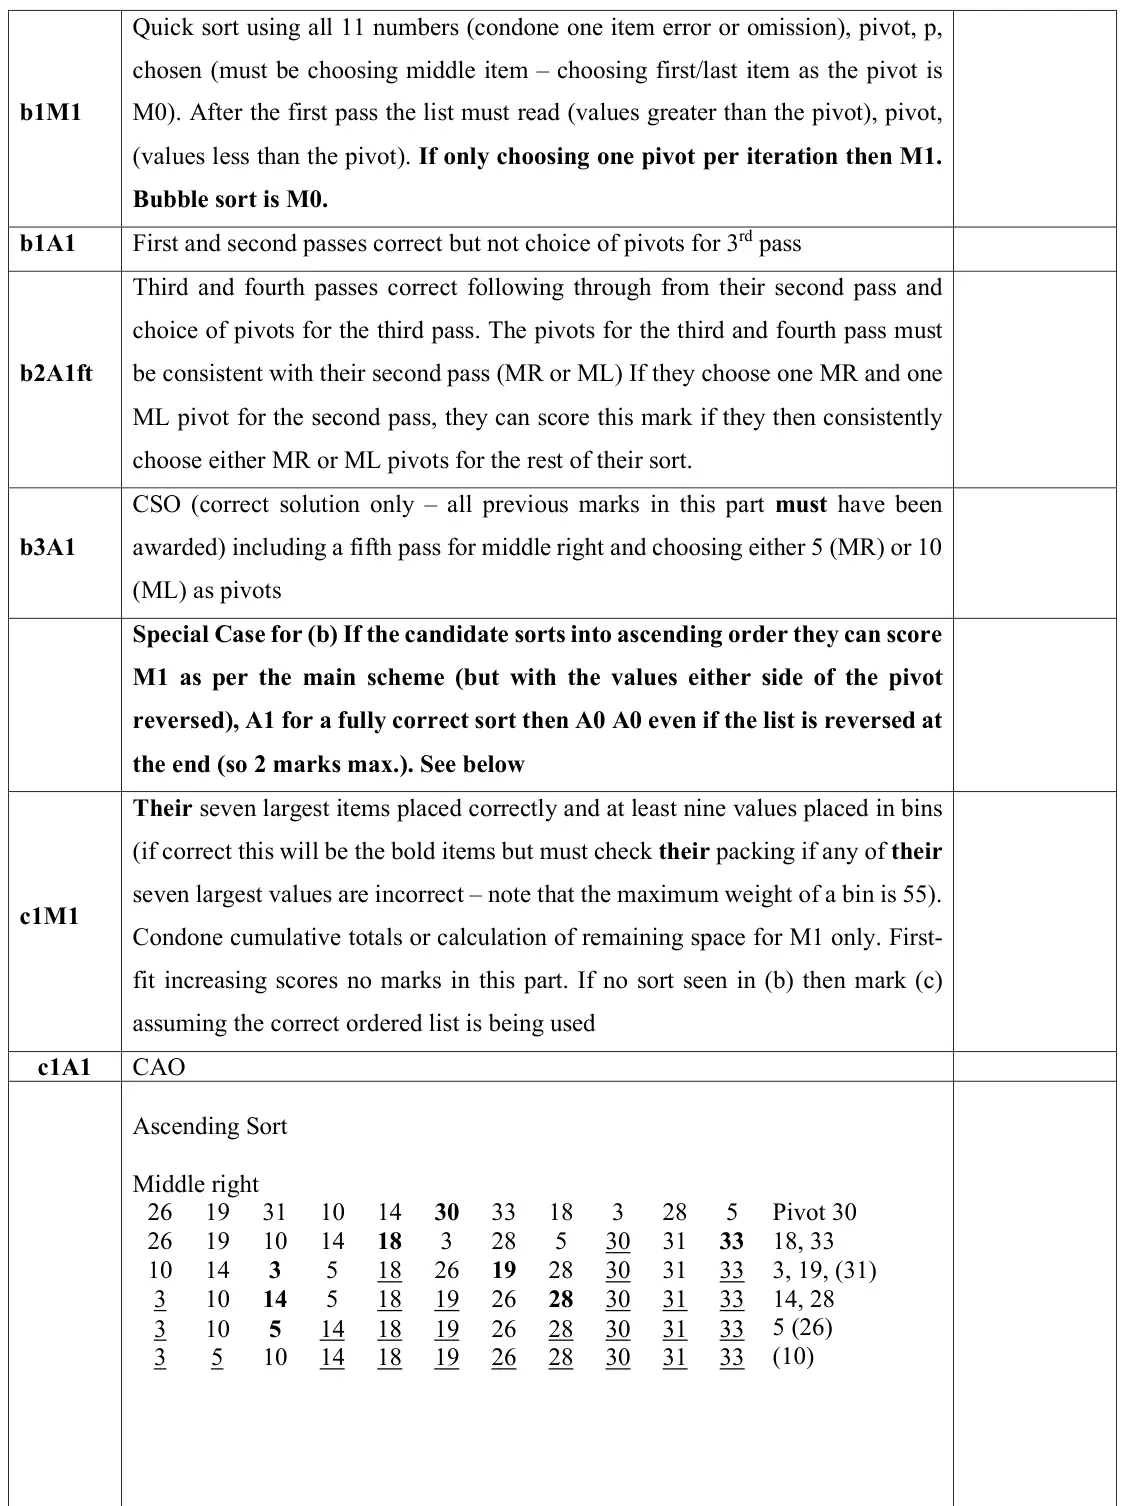 Quick sort using all 11 numbers (condone one item error or omission), pivot, p,
chosen (must be choosing middle item – choosing first/last item as the pivot is
b1M1 M0). After the first pass the list must read (values greater than the pivot), pivot,
(values less than the pivot). If only choosing one pivot per iteration then M1.
Bubble sort is M0.
b1A1 First and second passes correct but not choice of pivots for 3rd pass
Third and fourth passes correct following through from their second pass and
choice of pivots for the third pass. The pivots for the third and fourth pass must
b2A1ft be consistent with their second pass (MR or ML) If they choose one MR and one
ML pivot for the second pass, they can score this mark if they then consistently
choose either MR or ML pivots for the rest of their sort.
CSO (correct solution only – all previous marks in this part must have been
b3A1 awarded) including a fifth pass for middle right and choosing either 5 (MR) or 10
(ML) as pivots
Special Case for (b) If the candidate sorts into ascending order they can score
M1 as per the main scheme (but with the values either side of the pivot
reversed), A1 for a fully correct sort then A0 A0 even if the list is reversed at
the end (so 2 marks max.). See below
Their seven largest items placed correctly and at least nine values placed in bins
(if correct this will be the bold items but must check their packing if any of their
seven largest values are incorrect – note that the maximum weight of a bin is 55).
c1M1 Condone cumulative totals or calculation of remaining space for M1 only. First-
fit increasing scores no marks in this part. If no sort seen in (b) then mark (c)
assuming the correct ordered list is being used
c1A1 CAO
Ascending Sort
Middle right
26 19 31 10 14 30 33 18 3 28 5 Pivot 30
26 19 10 14 18 3 28 5 30 31 33 18, 33
10 14 3 5 18 26 19 28 30 31 33 3, 19, (31)
3 10 14 5 18 19 26 28 30 31 33 14, 28
3 10 5 14 18 19 26 28 30 31 33 5 (26)
3 5 10 14 18 19 26 28 30 31 33 (10)